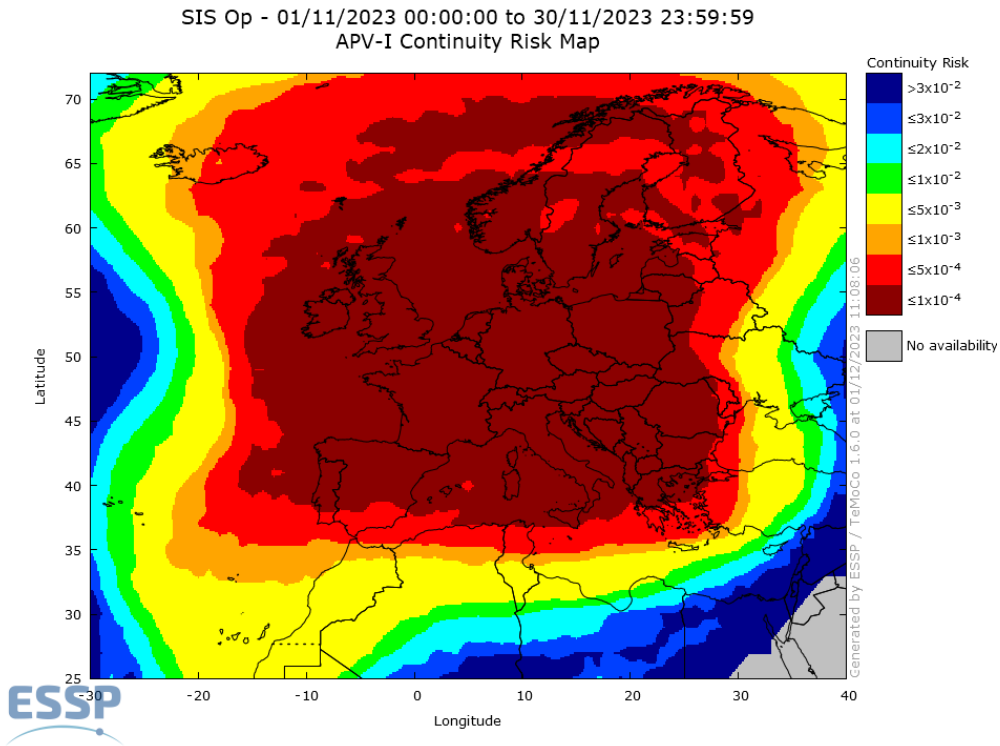 SIS Op - 01/11/2023 00:00:00 to 30/11/2023 23:59:59
APV-I Continuity Risk Map
Continuity Risk
>3x10-2
≤3x10-2
≤2x10-2
≤1x10-2
≤5x10-3
≤1x10-3
≤5x10-4
≤1x10-4
No availability
Generated by ESSP / TeMoCo 1.6.0 at 01/12/2023 11:08:06
Latitude
70
65
60
55
50
45
40
35
30
25
-30 -20 -10 0 10 20 30 40
Longitude
ESSP